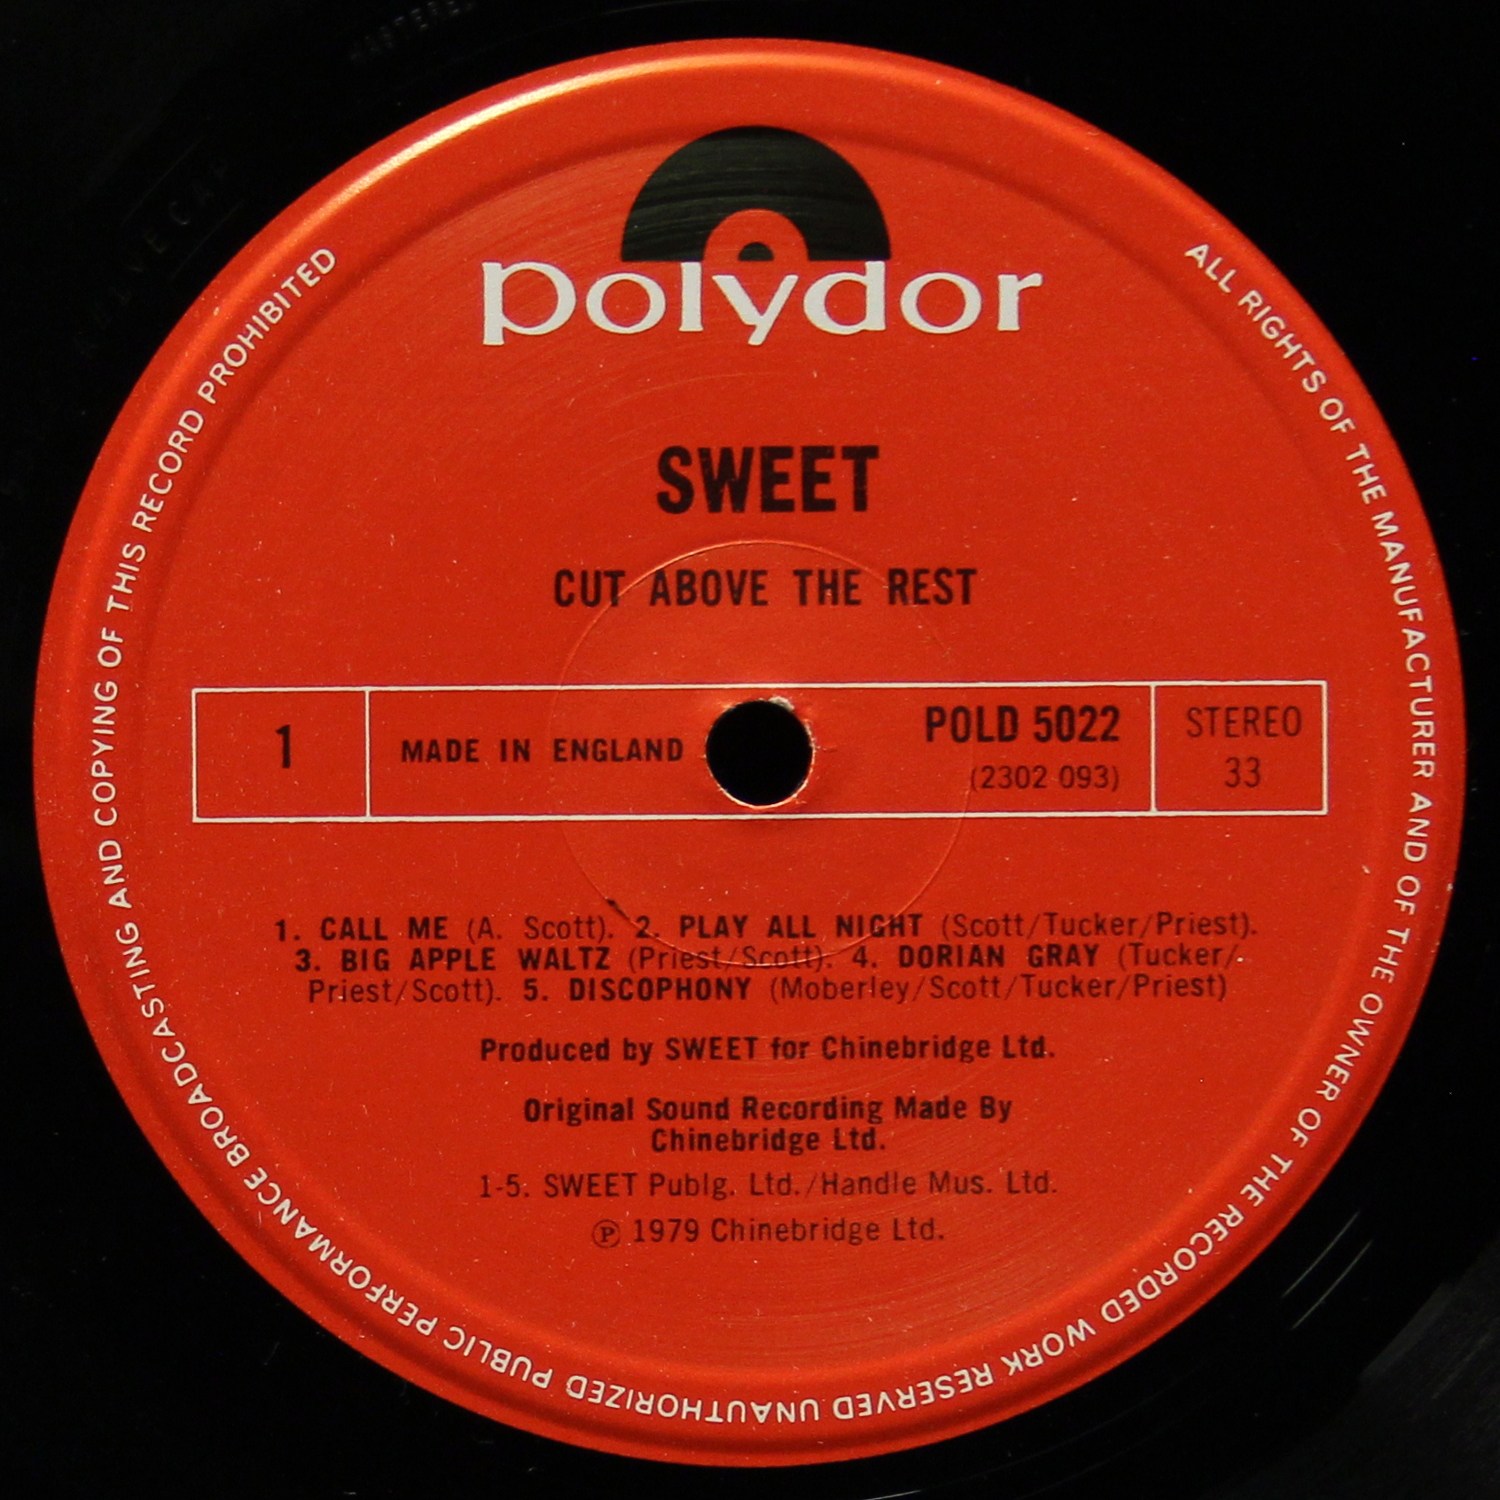 polydor
SWEET
CUT ABOVE THE REST
1
MADE IN ENGLAND
POLD 5022
(2302 093)
STEREO
33
1. CALL ME (A. Scott). 2. PLAY ALL NIGHT (Scott/Tucker/Priest).
3. BIG APPLE WALTZ (Priest/Scott). 4. DORIAN GRAY (Tucker/
Priest/Scott). 5. DISCOPHONY (Moberley/Scott/Tucker/Priest)
Produced by SWEET for Chinebridge Ltd.
Original Sound Recording Made By
Chinebridge Ltd.
1-5: SWEET Publg. Ltd./Handle Mus. Ltd.
℗ 1979 Chinebridge Ltd.
ALL RIGHTS OF THE MANUFACTURER AND OF THE OWNER OF THE RECORDED WORK RESERVED UNAUTHORIZED PUBLIC PERFORMANCE BROADCASTING AND COPYING OF THIS RECORD PROHIBITED